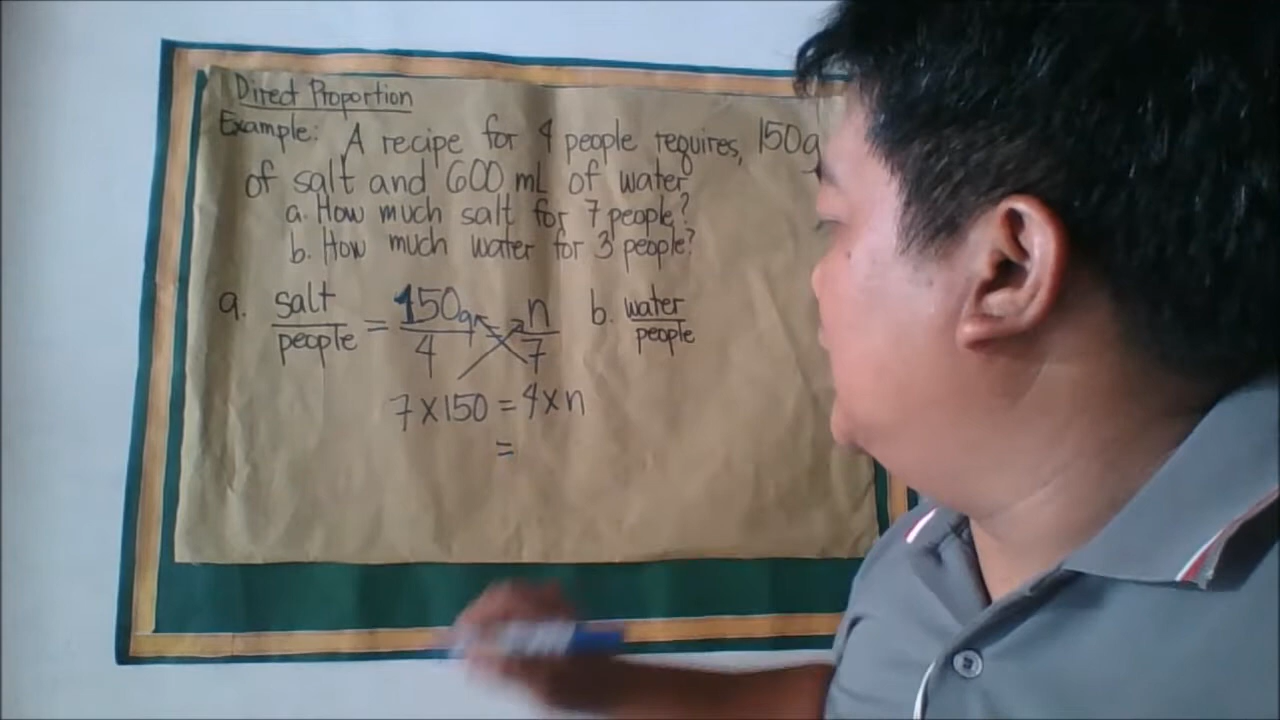 Direct Proportion
Example: A recipe for 4 people requires, 150g
of salt and 600 mL of water
a. How much salt for 7 people?
b. How much water for 3 people?
a. salt/people = 150g/4 = n/7 b. water/people
7 x 150 = 4 x n
=